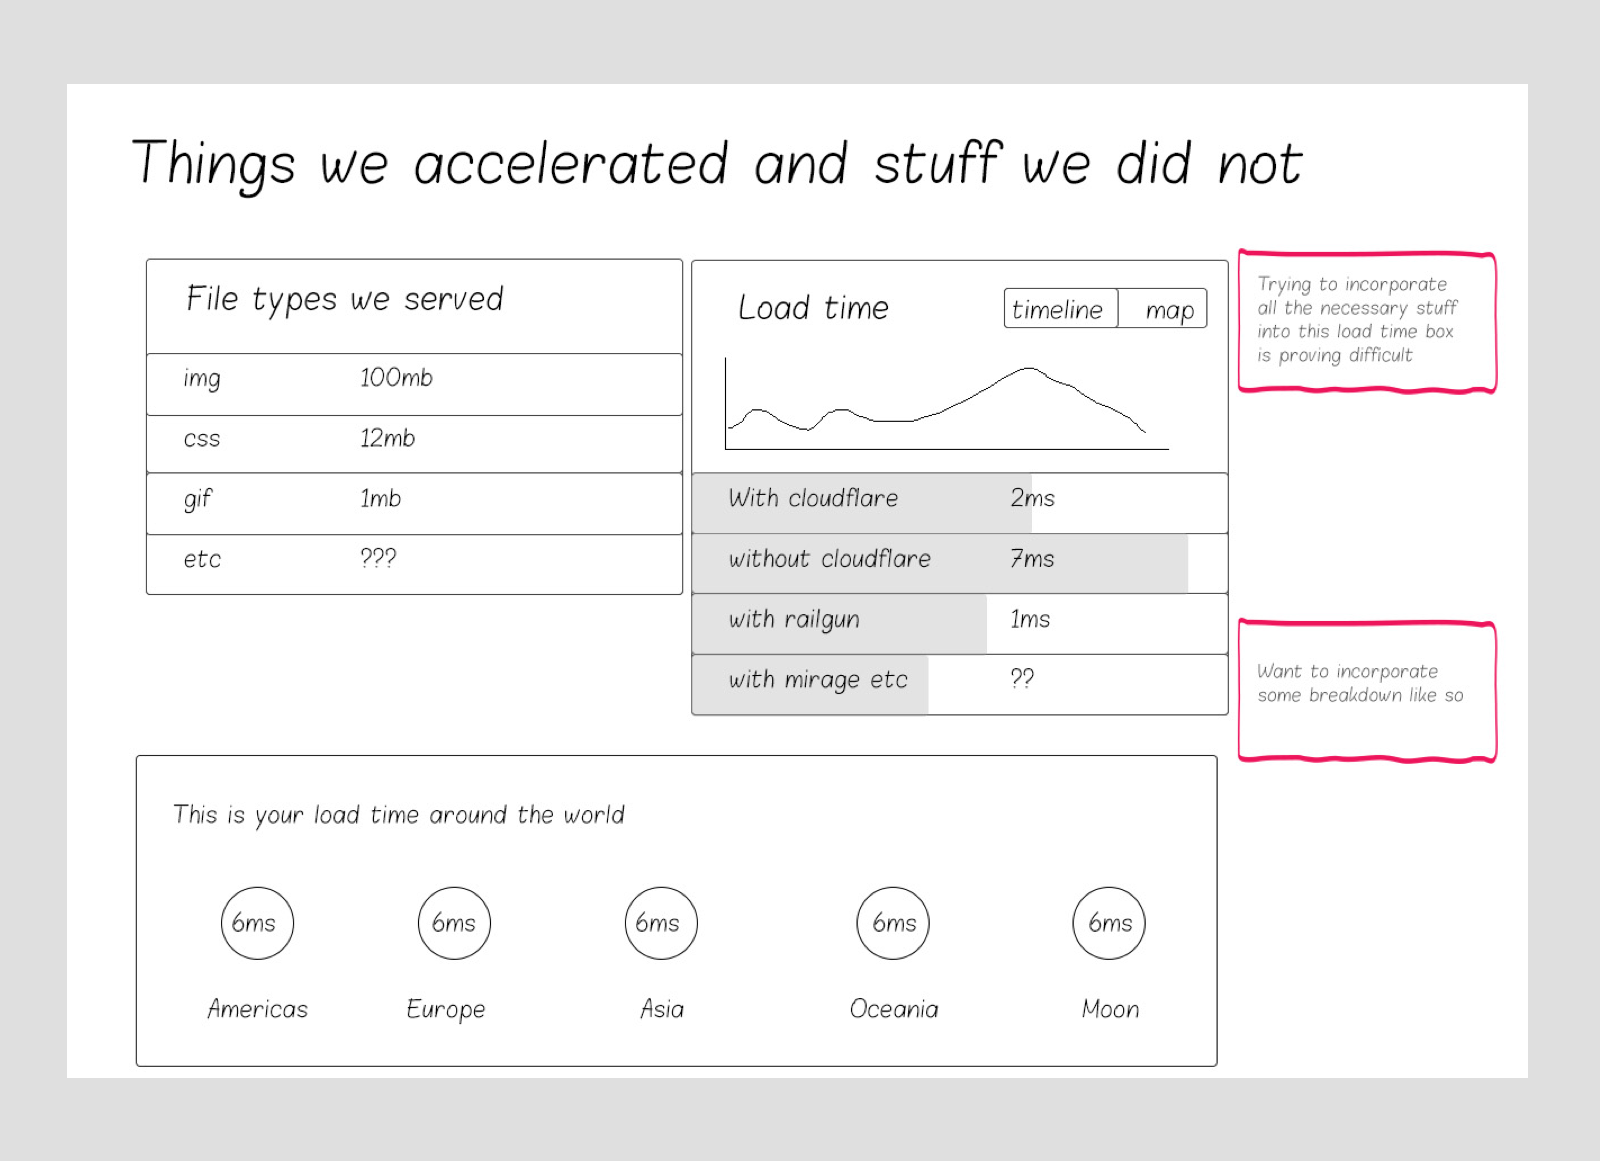 Things we accelerated and stuff we did not
File types we served
img 100mb
css 12mb
gif 1mb
etc ???
Load time timeline map
With cloudflare 2ms
without cloudflare 7ms
with railgun 1ms
with mirage etc ??
Trying to incorporate
all the necessary stuff
into this load time box
is proving difficult
Want to incorporate
some breakdown like so
This is your load time around the world
6ms 6ms 6ms 6ms 6ms
Americas Europe Asia Oceania Moon